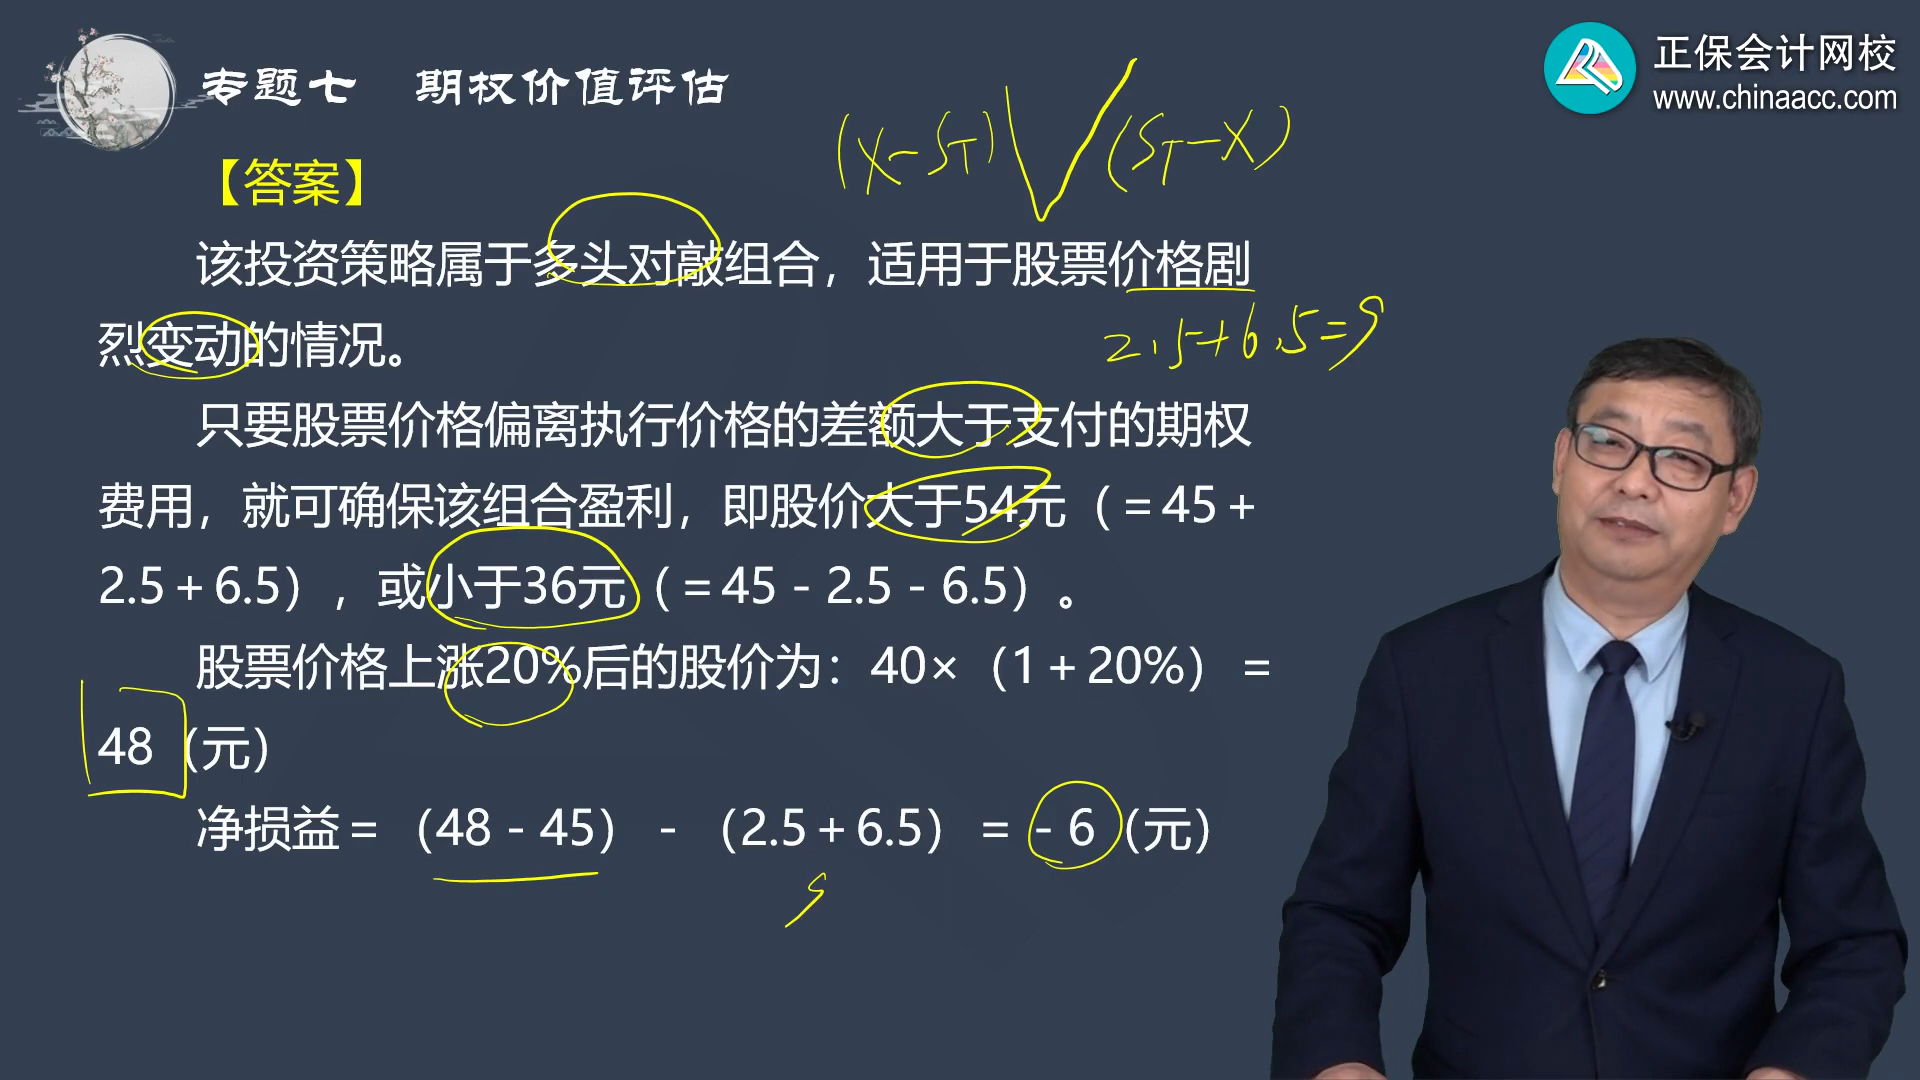 专题七 期权价值评估
正保会计网校
www.chinaacc.com
(X-ST) (ST-X)
【答案】
该投资策略属于多头对敲组合，适用于股票价格剧
烈变动的情况。
2.5+6.5=9
只要股票价格偏离执行价格的差额大于支付的期权
费用，就可确保该组合盈利，即股价大于54元（＝45＋
2.5＋6.5），或小于36元（＝45－2.5－6.5）。
股票价格上涨20%后的股价为：40×（1＋20%）＝
48（元）
净损益＝（48－45）－（2.5＋6.5）＝－6（元）
9